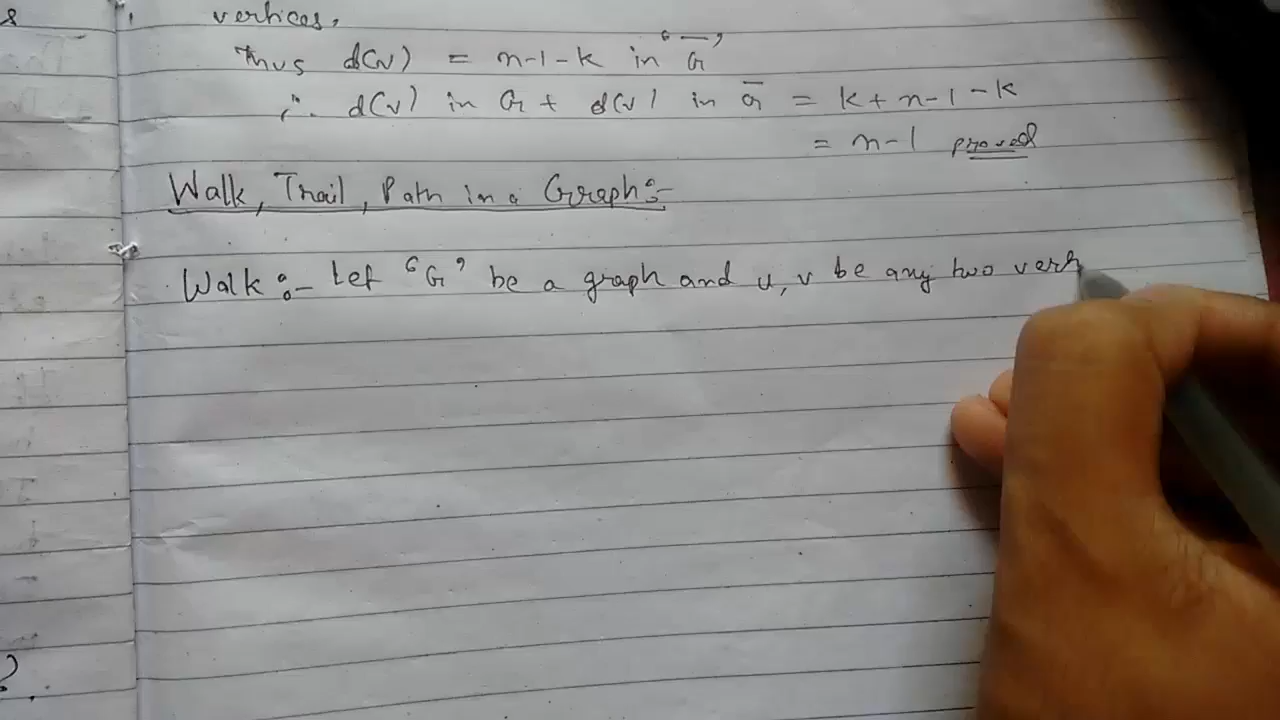 8
vertices.
Thus d(v) = n-1-k in 'G̅'
∴ d(v) in G + d(v) in G̅ = k+n-1-k
= n-1 proved
Walk, Trail, Path in a Graph:-
Walk:- Let 'G' be a graph and u, v be any two vert
?.